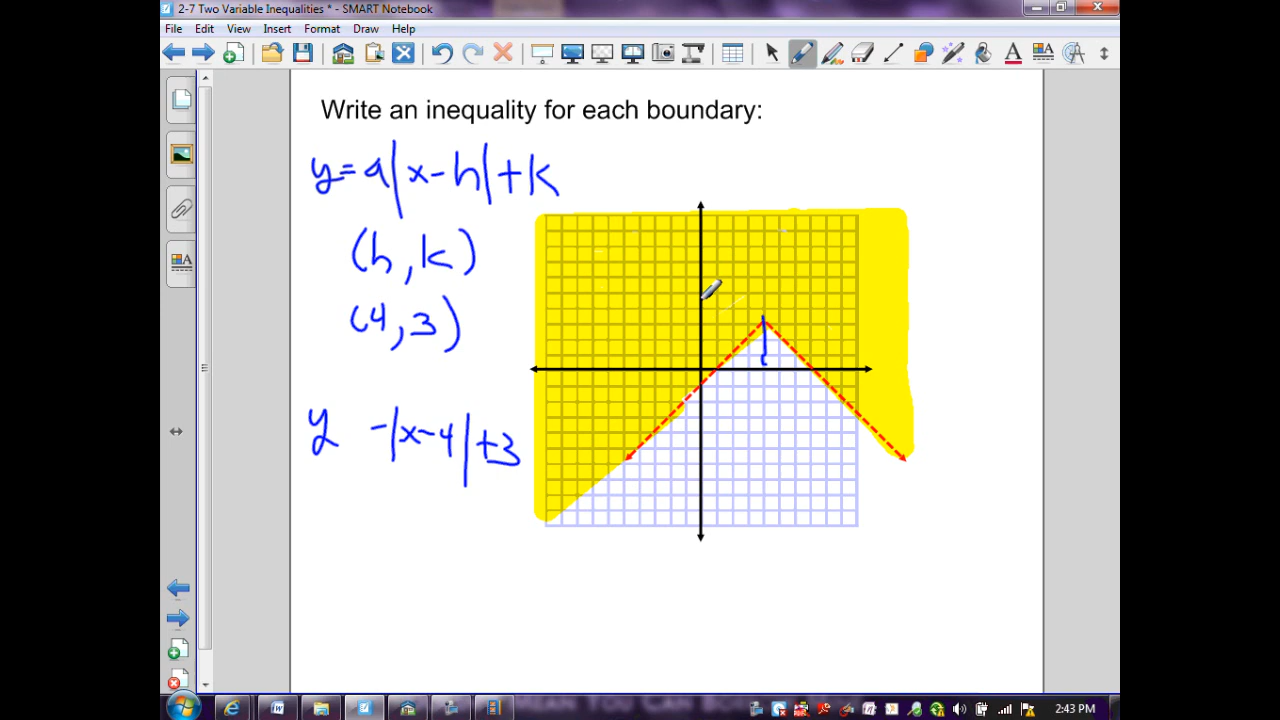 2-7 Two Variable Inequalities * - SMART Notebook
File Edit View Insert Format Draw Help
Write an inequality for each boundary:
y=a|x-h|+k
(h,k)
(4,3)
y -|x-4|+3
2:43 PM